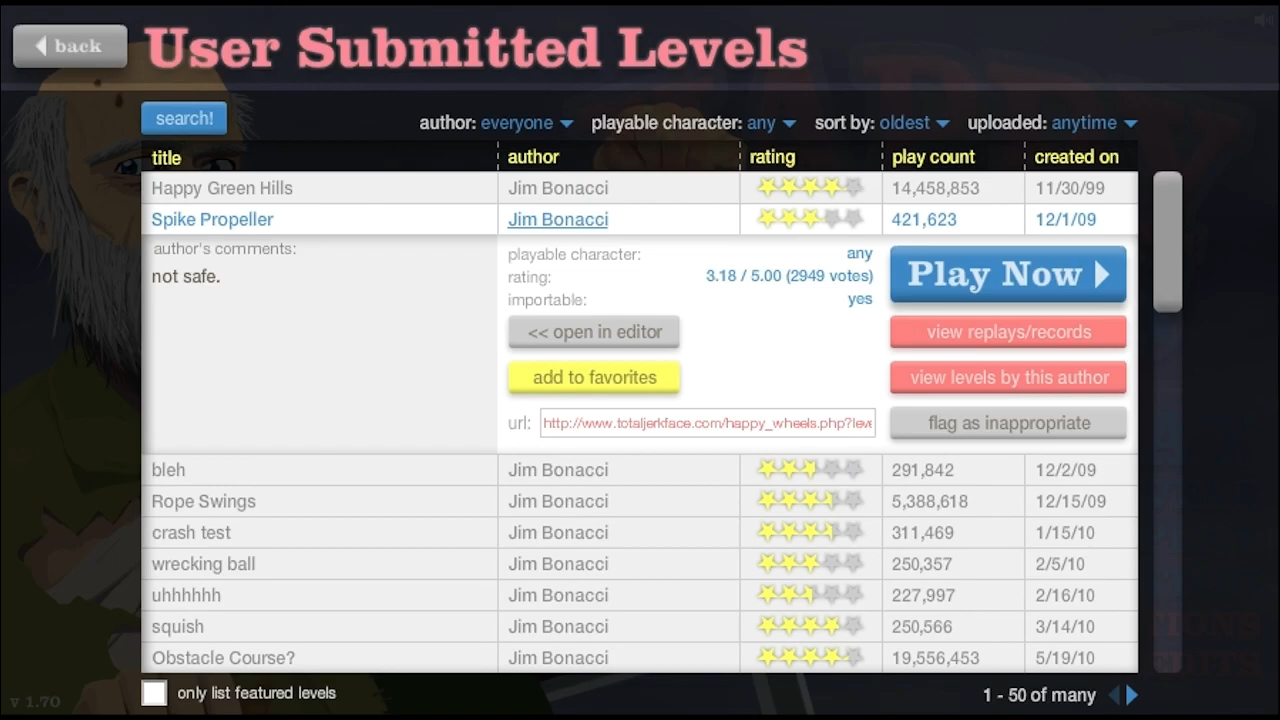 back
User Submitted Levels
search!
author: everyone playable character: any sort by: oldest uploaded: anytime
title author rating play count created on
Happy Green Hills Jim Bonacci 14,458,853 11/30/99
Spike Propeller Jim Bonacci 421,623 12/1/09
author's comments:
not safe.
playable character: any
rating: 3.18 / 5.00 (2949 votes)
importable: yes
<< open in editor
add to favorites
url: http://www.totaljerkface.com/happy_wheels.php?leve
Play Now
view replays/records
view levels by this author
flag as inappropriate
bleh Jim Bonacci 291,842 12/2/09
Rope Swings Jim Bonacci 5,388,618 12/15/09
crash test Jim Bonacci 311,469 1/15/10
wrecking ball Jim Bonacci 250,357 2/5/10
uhhhhhh Jim Bonacci 227,997 2/16/10
squish Jim Bonacci 250,566 3/14/10
Obstacle Course? Jim Bonacci 19,556,453 5/19/10
only list featured levels
1 - 50 of many
v 1.70